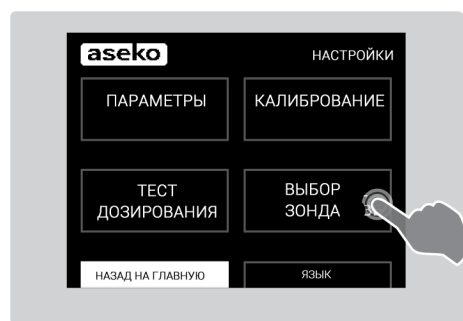 aseko
НАСТРОЙКИ
ПАРАМЕТРЫ
КАЛИБРОВАНИЕ
ТЕСТ
ДОЗИРОВАНИЯ
ВЫБОР
ЗОНДА
НАЗАД НА ГЛАВНУЮ
ЯЗЫК